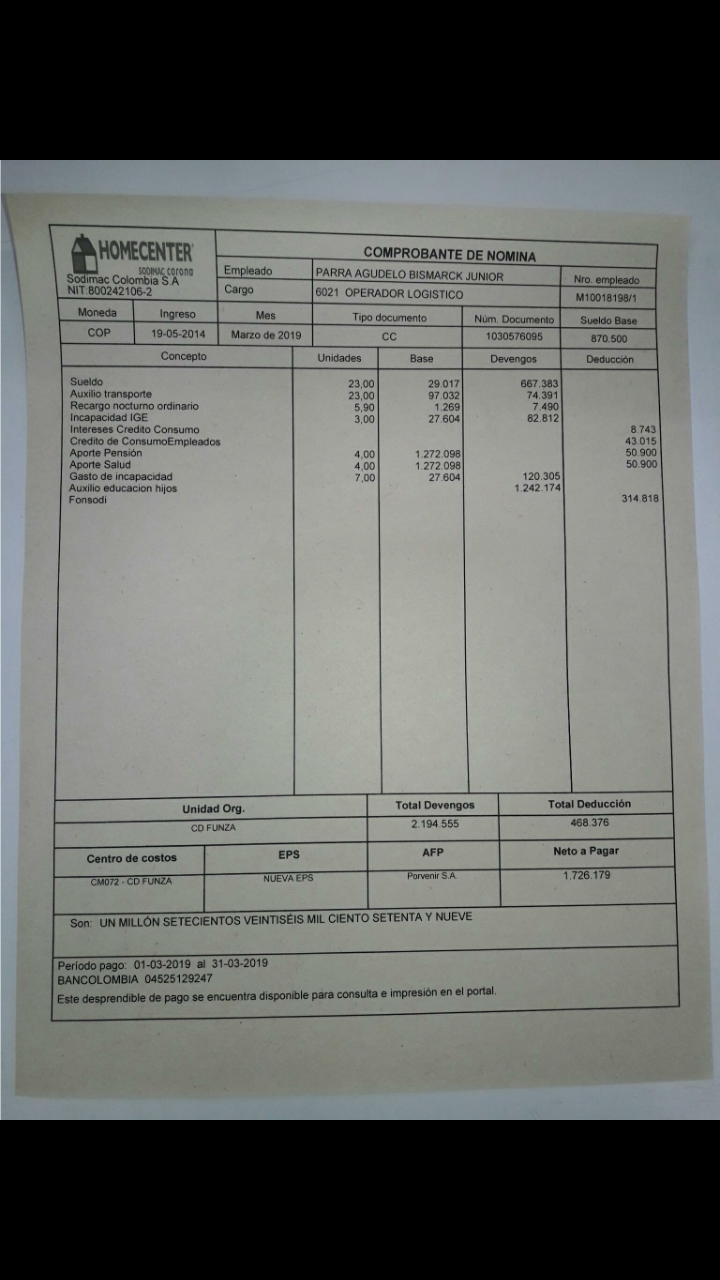 HOMECENTER
SODIMAC corona
Sodimac Colombia S.A
NIT:800242106-2
COMPROBANTE DE NOMINA
Empleado PARRA AGUDELO BISMARCK JUNIOR Nro. empleado
Cargo 6021 OPERADOR LOGISTICO M10018198/1
Moneda Ingreso Mes Tipo documento Núm. Documento Sueldo Base
COP 19-05-2014 Marzo de 2019 CC 1030576095 870.500
Concepto Unidades Base Devengos Deducción
Sueldo 23,00 29.017 667.383
Auxilio transporte 23,00 97.032 74.391
Recargo nocturno ordinario 5,90 1.269 7.490
Incapacidad IGE 3,00 27.604 82.812
Intereses Credito Consumo 8.743
Credito de ConsumoEmpleados 43.015
Aporte Pensión 4,00 1.272.098 50.900
Aporte Salud 4,00 1.272.098 50.900
Gasto de incapacidad 7,00 27.604 120.305
Auxilio educacion hijos 1.242.174
Fonsodi 314.818
Unidad Org. Total Devengos Total Deducción
CD FUNZA 2.194.555 468.376
Centro de costos EPS AFP Neto a Pagar
CM072 - CD FUNZA NUEVA EPS Porvenir S.A. 1.726.179
Son: UN MILLÓN SETECIENTOS VEINTISÉIS MIL CIENTO SETENTA Y NUEVE
Período pago: 01-03-2019 al 31-03-2019
BANCOLOMBIA 04525129247
Este desprendible de pago se encuentra disponible para consulta e impresión en el portal.